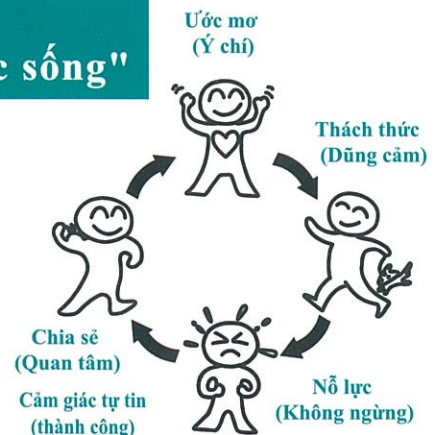 c sống"
Ước mơ
(Ý chí)
Thách thức
(Dũng cảm)
Nỗ lực
(Không ngừng)
Chia sẻ
(Quan tâm)
Cảm giác tự tin
(thành công)